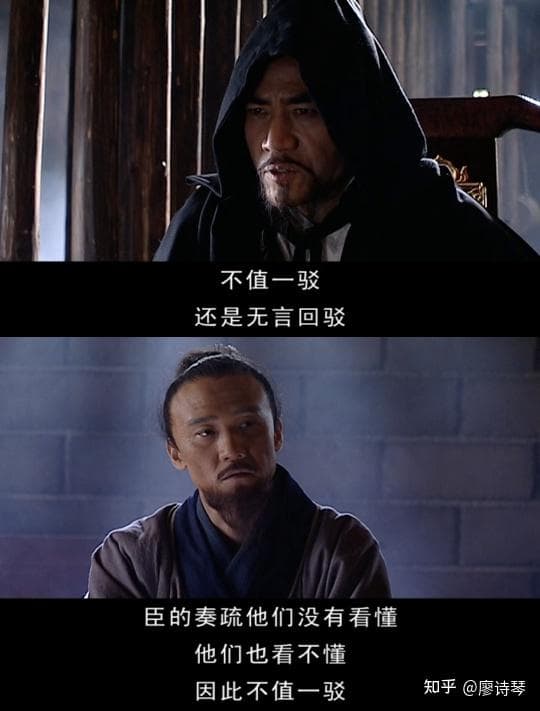 不值一驳
还是无言回驳
臣的奏疏他们没有看懂
他们也看不懂
因此不值一驳
知乎 @廖诗琴